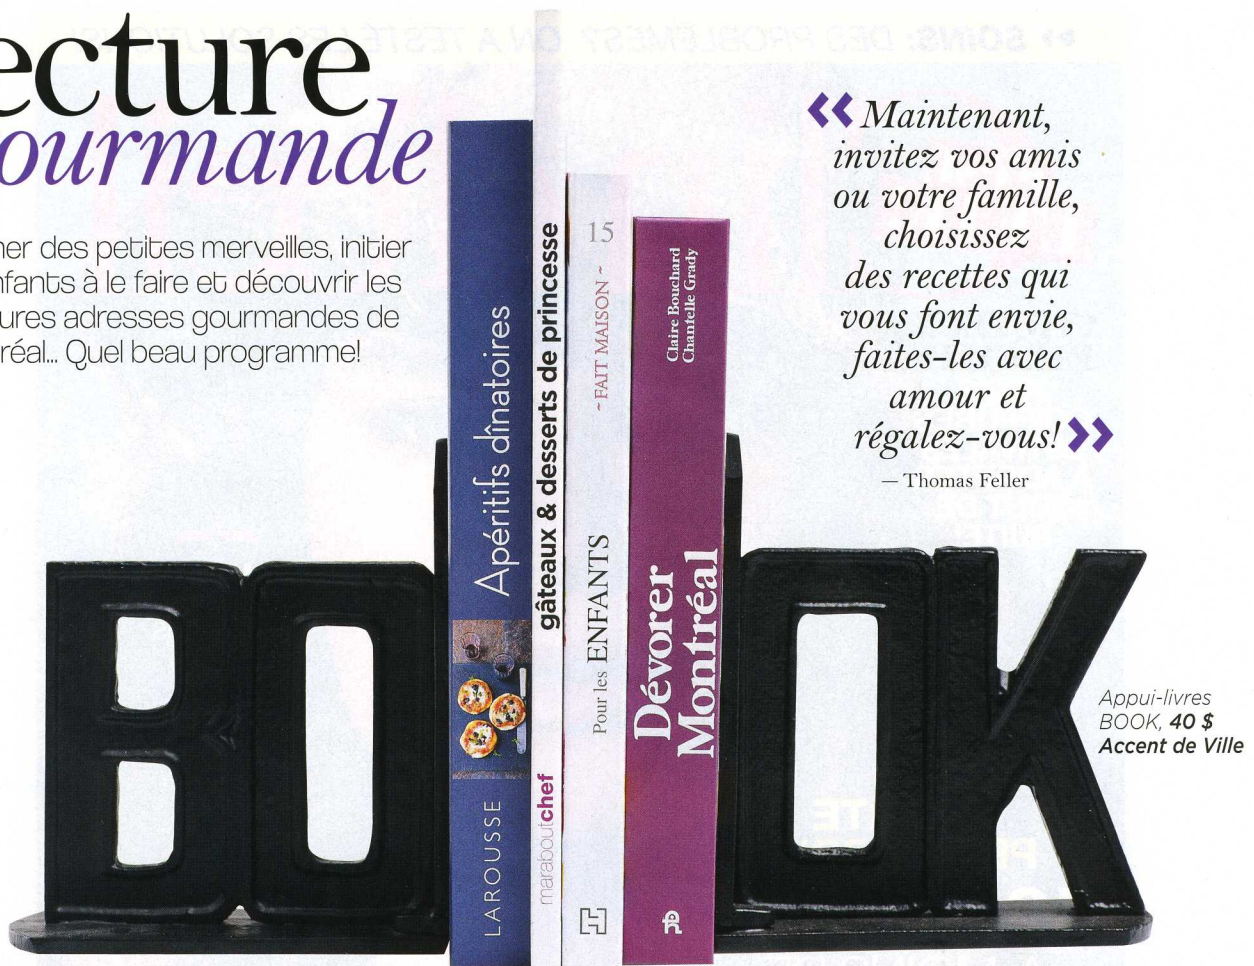 ecture
ourmande
ner des petites merveilles, initier
nfants à le faire et découvrir les
ures adresses gourmandes de
réal... Quel beau programme!
Apéritifs dînatoires
LAROUSSE
gâteaux & desserts de princesse
maraboutchef
15
~FAIT MAISON~
Pour les ENFANTS
H
Claire Bouchard
Chantelle Grady
Dévorer
Montréal
« Maintenant,
invitez vos amis
ou votre famille,
choisissez
des recettes qui
vous font envie,
faites-les avec
amour et
régalez-vous! »
— Thomas Feller
BOOK
Appui-livres
BOOK, 40 $
Accent de Ville